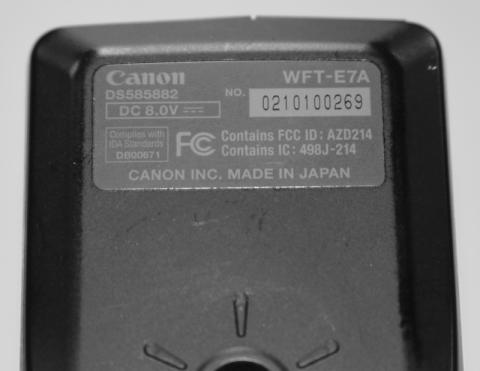 Canon WFT-E7A
DS585882
DC 8.0V NO. 0210100269
Complies with
IDA Standards
DB00671
FC Contains FCC ID: AZD214
Contains IC: 498J-214
CANON INC. MADE IN JAPAN